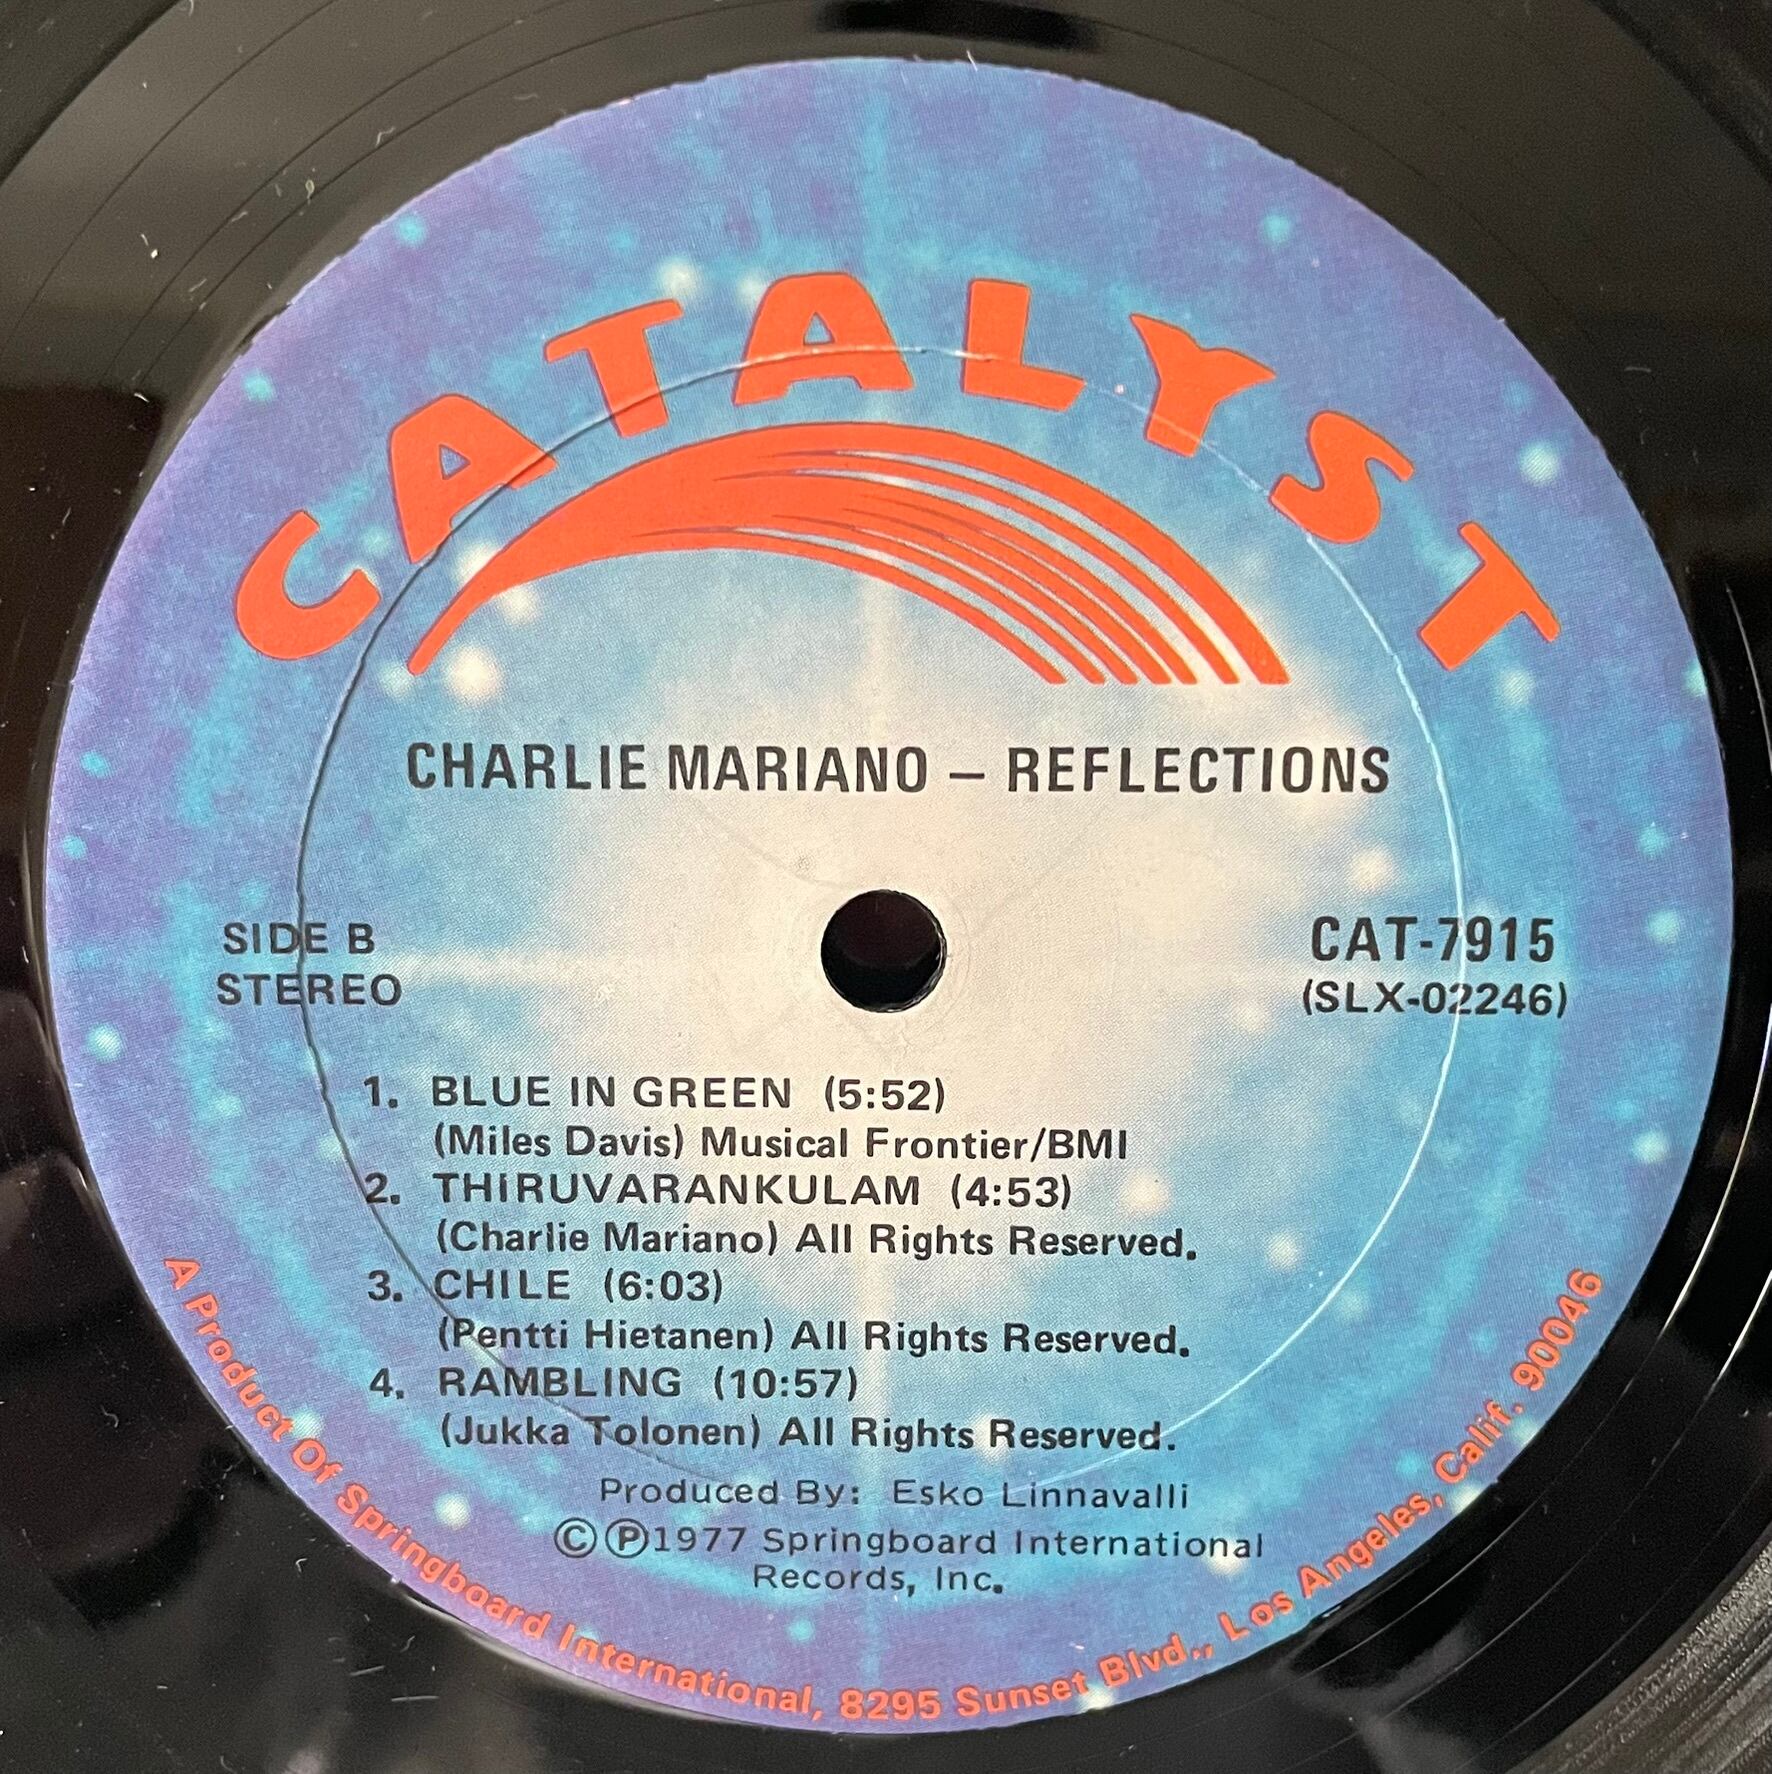 CATALYST
CHARLIE MARIANO – REFLECTIONS
SIDE B
STEREO
CAT-7915
(SLX-02246)
1. BLUE IN GREEN (5:52)
(Miles Davis) Musical Frontier/BMI
2. THIRUVARANKULAM (4:53)
(Charlie Mariano) All Rights Reserved.
3. CHILE (6:03)
(Pentti Hietanen) All Rights Reserved.
4. RAMBLING (10:57)
(Jukka Tolonen) All Rights Reserved.
Produced By: Esko Linnavalli
©℗1977 Springboard International
Records, Inc.
A Product Of Springboard International, 8295 Sunset Blvd., Los Angeles, Calif. 90046